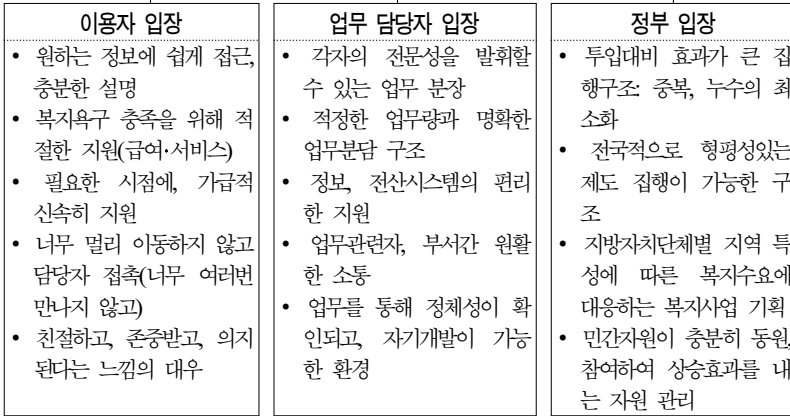 이용자 입장
• 원하는 정보에 쉽게 접근,
충분한 설명
• 복지욕구 충족을 위해 적
절한 지원(급여·서비스)
• 필요한 시점에, 가급적
신속히 지원
• 너무 멀리 이동하지 않고
담당자 접촉(너무 여러번
만나지 않고)
• 친절하고, 존중받고, 의지
된다는 느낌의 대우
업무 담당자 입장
• 각자의 전문성을 발휘할
수 있는 업무 분장
• 적정한 업무량과 명확한
업무분담 구조
• 정보, 전산시스템의 편리
한 지원
• 업무관련자, 부서간 원활
한 소통
• 업무를 통해 정체성이 확
인되고, 자기개발이 가능
한 환경
정부 입장
• 투입대비 효과가 큰 집
행구조: 중복, 누수의 최
소화
• 전국적으로 형평성있는
제도 집행이 가능한 구
조
• 지방자치단체별 지역 특
성에 따른 복지수요에
대응하는 복지사업 기획
• 민간자원이 충분히 동원,
참여하여 상승효과를 내
는 자원 관리